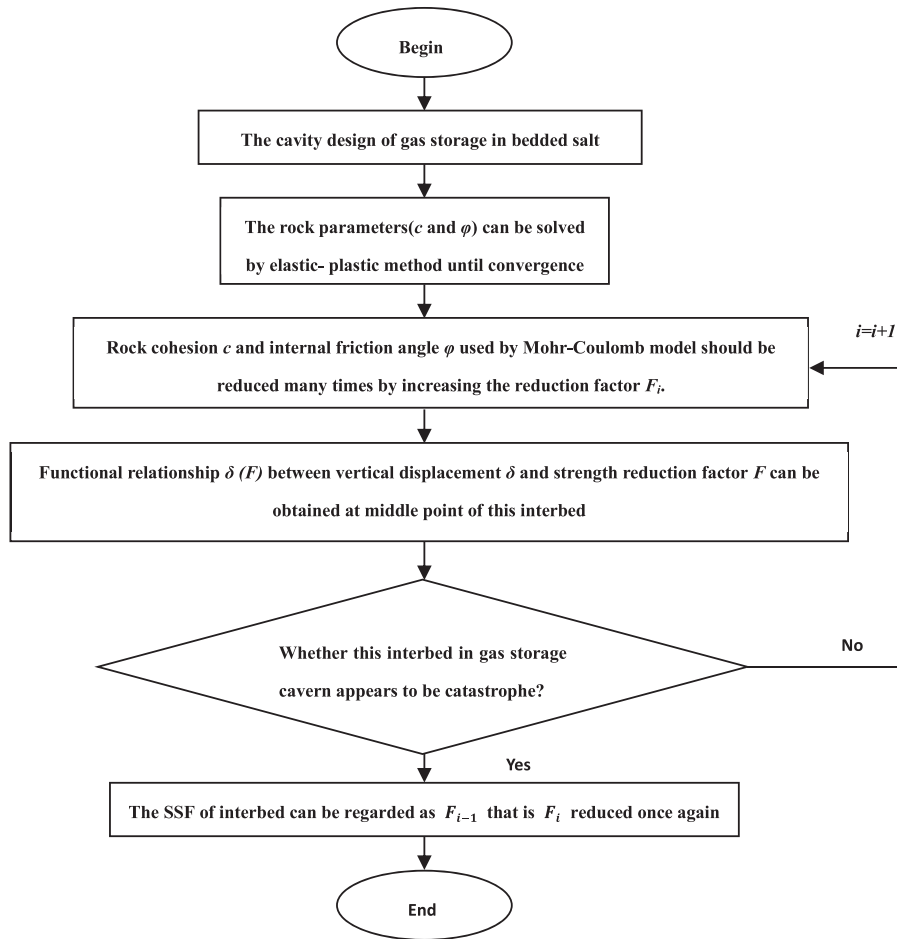 Begin
The cavity design of gas storage in bedded salt
The rock parameters(c and φ) can be solved
by elastic- plastic method until convergence
i=i+1
Rock cohesion c and internal friction angle φ used by Mohr-Coulomb model should be
reduced many times by increasing the reduction factor Fᵢ.
Functional relationship δ (F) between vertical displacement δ and strength reduction factor F can be
obtained at middle point of this interbed
Whether this interbed in gas storage
cavern appears to be catastrophe?
No
Yes
The SSF of interbed can be regarded as Fᵢ₋₁ that is Fᵢ reduced once again
End